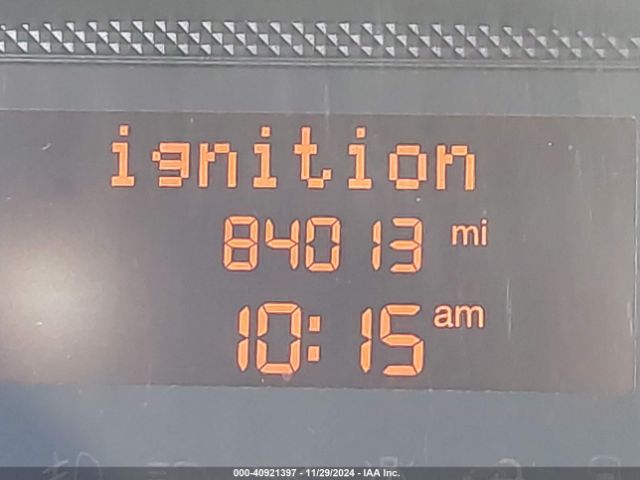 ignition
84013 mi
10:15 am
000-40921397 - 11/29/2024 - IAA Inc.